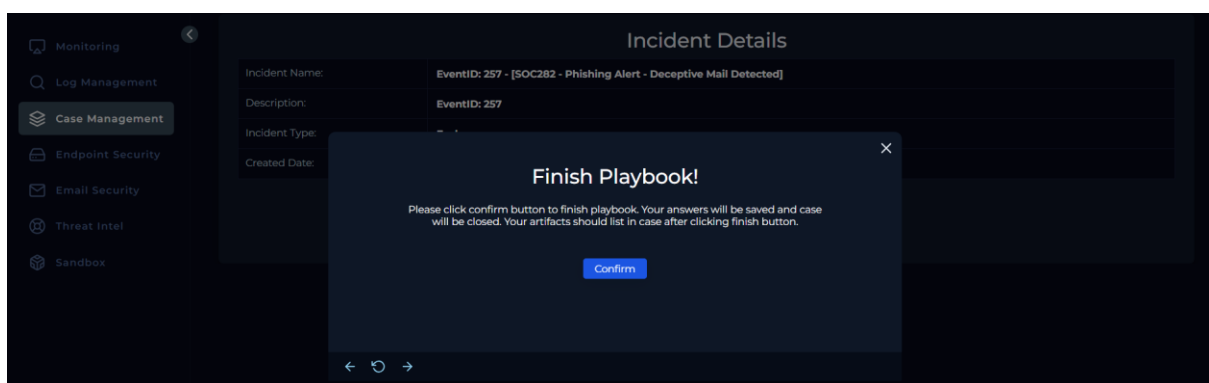 Monitoring
Incident Details
Log Management
Incident Name:
EventID: 257 - [SOC282 - Phishing Alert - Deceptive Mail Detected]
Case Management
Description:
EventID: 257
Incident Type:
Endpoint Security
Created Date:
Email Security
Threat Intel
Sandbox
Finish Playbook!
Please click confirm button to finish playbook. Your answers will be saved and case
will be closed. Your artifacts should list in case after clicking finish button.
Confirm